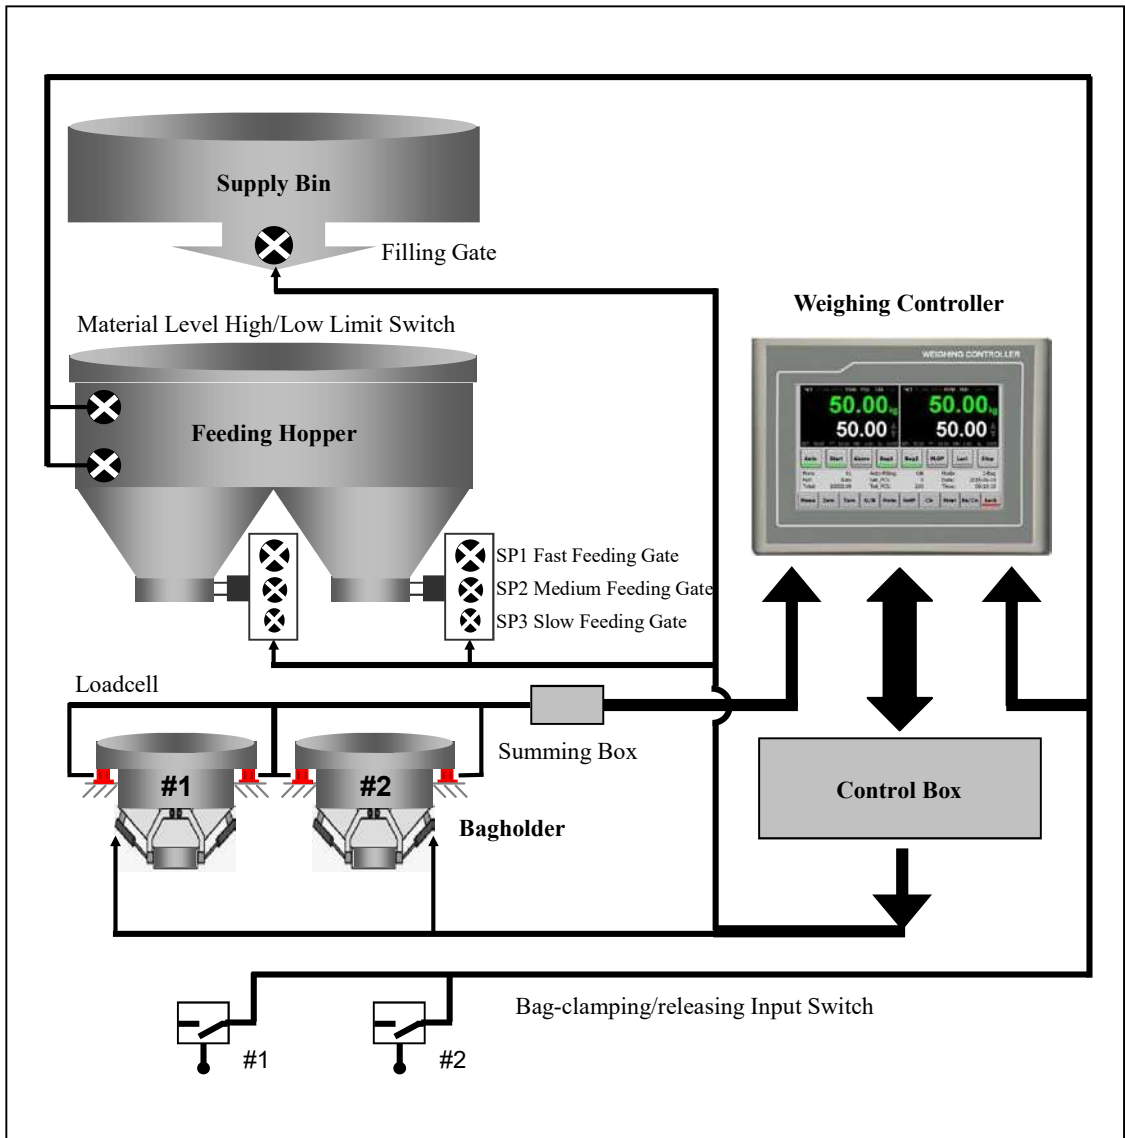 Supply Bin
Filling Gate
Weighing Controller
Material Level High/Low Limit Switch
WEIGHING CONTROLLER
50.00 kg 50.00 kg
50.00 50.00
Feeding Hopper
SP1 Fast Feeding Gate
SP2 Medium Feeding Gate
SP3 Slow Feeding Gate
Loadcell
Summing Box
#1
#2
Control Box
Bagholder
Bag-clamping/releasing Input Switch
#1
#2